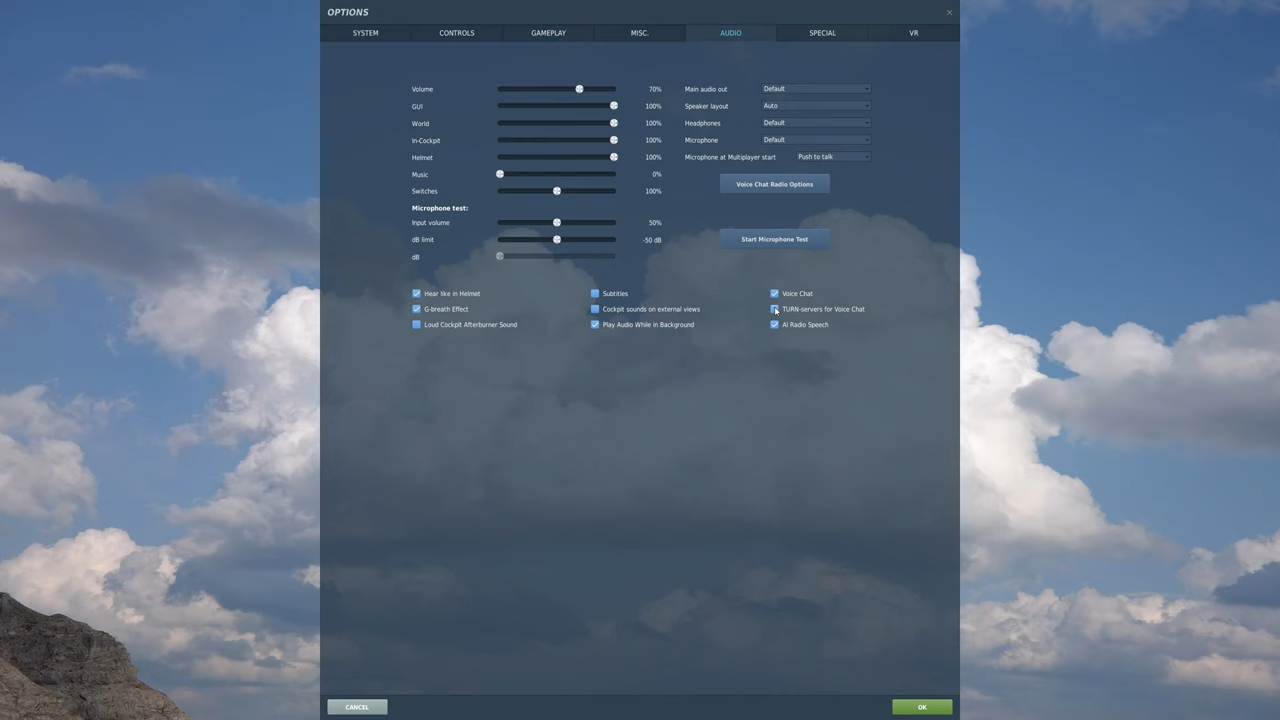 OPTIONS
SYSTEM CONTROLS GAMEPLAY MISC. AUDIO SPECIAL VR
Volume 70% Main audio out Default
GUI 100% Speaker layout Auto
World 100% Headphones Default
In-Cockpit 100% Microphone Default
Helmet 100% Microphone at Multiplayer start Push to talk
Music 0%
Voice Chat Radio Options
Switches 100%
Microphone test:
Input volume 50%
dB limit -50 dB Start Microphone Test
dB
Hear like in Helmet Subtitles Voice Chat
G-breath Effect Cockpit sounds on external views TURN-servers for Voice Chat
Loud Cockpit Afterburner Sound Play Audio While in Background AI Radio Speech
CANCEL OK